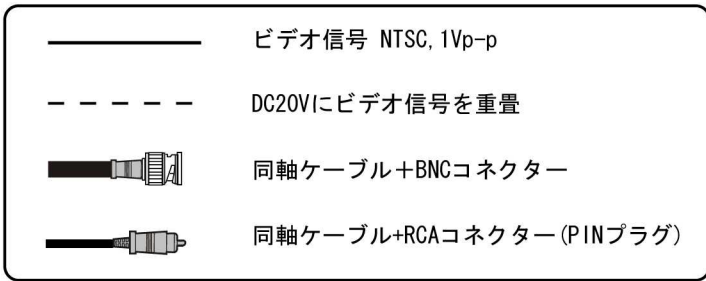 ビデオ信号 NTSC,1Vp-p
DC20Vにビデオ信号を重畳
同軸ケーブル＋BNCコネクター
同軸ケーブル+RCAコネクター(PINプラグ)